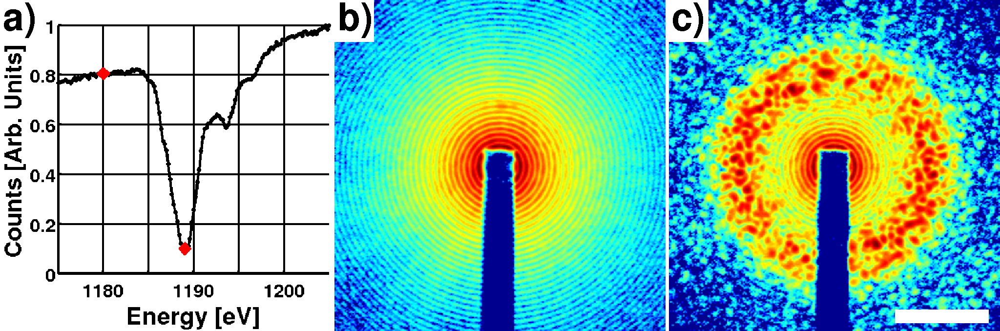 a)
b)
c)
Counts [Arb. Units]
1
0.8
0.6
0.4
0.2
0
1180 1190 1200
Energy [eV]